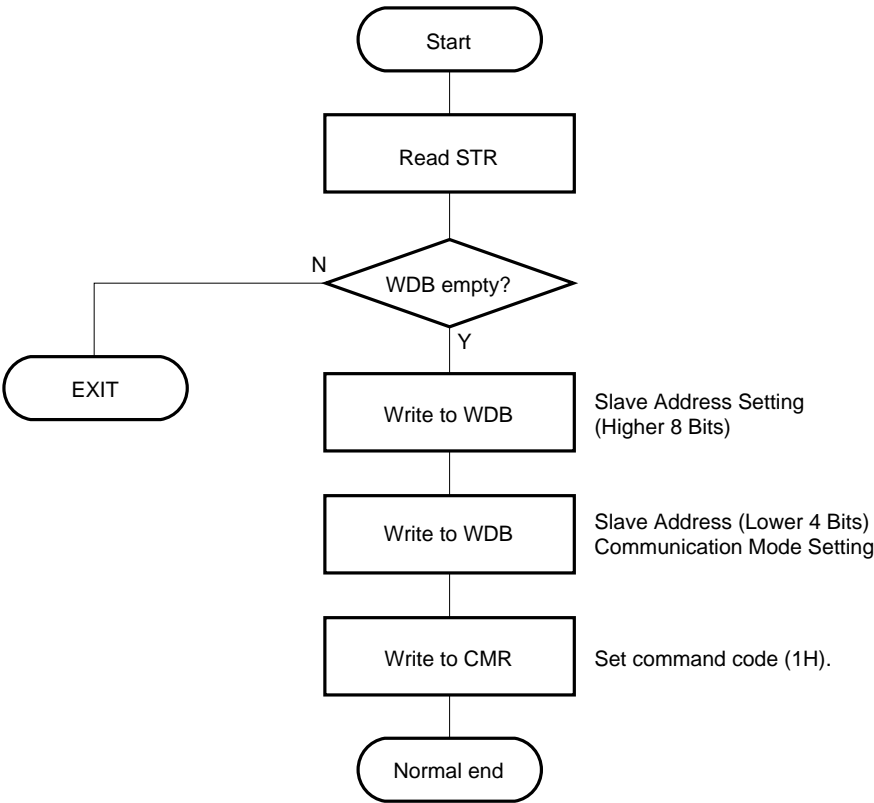 Start
Read STR
N
WDB empty?
Y
EXIT
Write to WDB
Slave Address Setting
(Higher 8 Bits)
Write to WDB
Slave Address (Lower 4 Bits)
Communication Mode Setting
Write to CMR
Set command code (1H).
Normal end